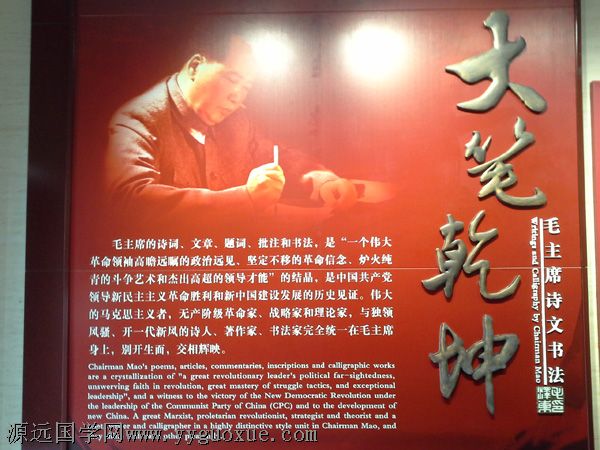 大笔乾坤
毛主席诗文书法
Writings and Calligraphy by Chairman Mao
毛主席的诗词、文章、题词、批注和书法，是“一个伟大
革命领袖高瞻远瞩的政治远见、坚定不移的革命信念、炉火纯
青的斗争艺术和杰出高超的领导才能”的结晶，是中国共产党
领导新民主主义革命胜利和新中国建设发展的历史见证。伟大
的马克思主义者，无产阶级革命家、战略家和理论家，与独领
风骚、开一代新风的诗人、著作家、书法家完全统一在毛主席
身上，别开生面，交相辉映。
Chairman Mao's poems, articles, commentaries, inscriptions and calligraphic works
are a crystallization of "a great revolutionary leader's political far-sightedness,
unswerving faith in revolution, great mastery of struggle tactics, and exceptional
leadership", and a witness to the victory of the New Democratic Revolution under
the leadership of the Communist Party of China (CPC) and to the development of
new China. A great Marxist, proletarian revolutionist, strategist and theorist and a
writer and calligrapher in a highly distinctive style unit in Chairman Mao, and
源远国学网 www.yyguoxue.com